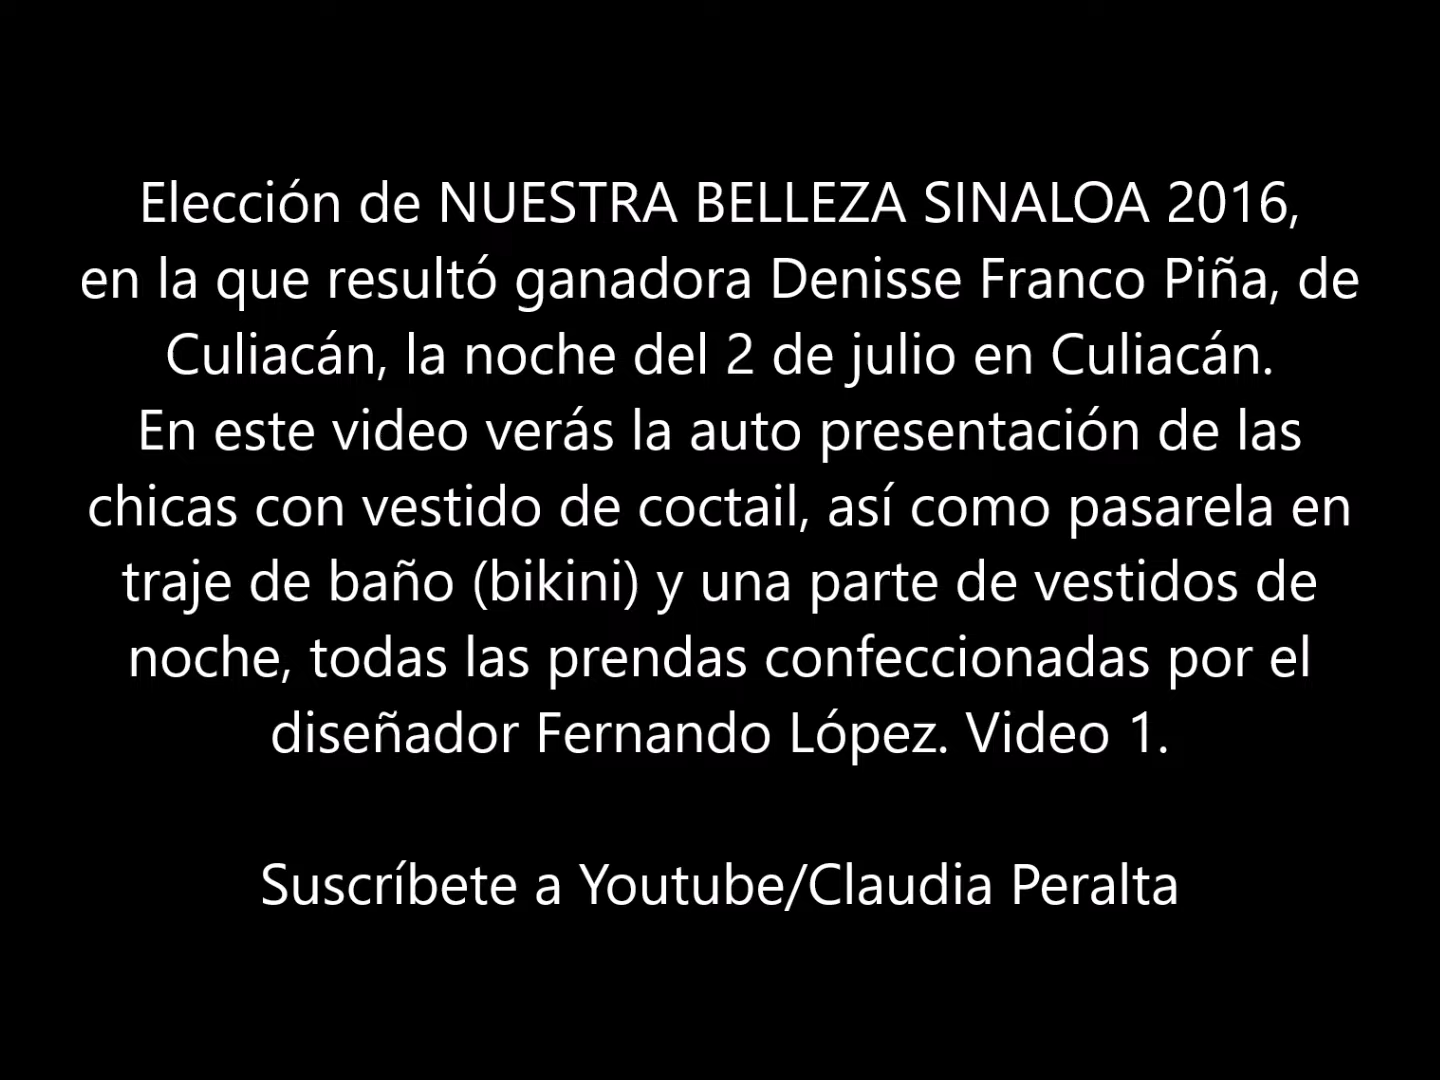 Elección de NUESTRA BELLEZA SINALOA 2016,
en la que resultó ganadora Denisse Franco Piña, de
Culiacán, la noche del 2 de julio en Culiacán.
En este video verás la auto presentación de las
chicas con vestido de coctail, así como pasarela en
traje de baño (bikini) y una parte de vestidos de
noche, todas las prendas confeccionadas por el
diseñador Fernando López. Video 1.
Suscríbete a Youtube/Claudia Peralta